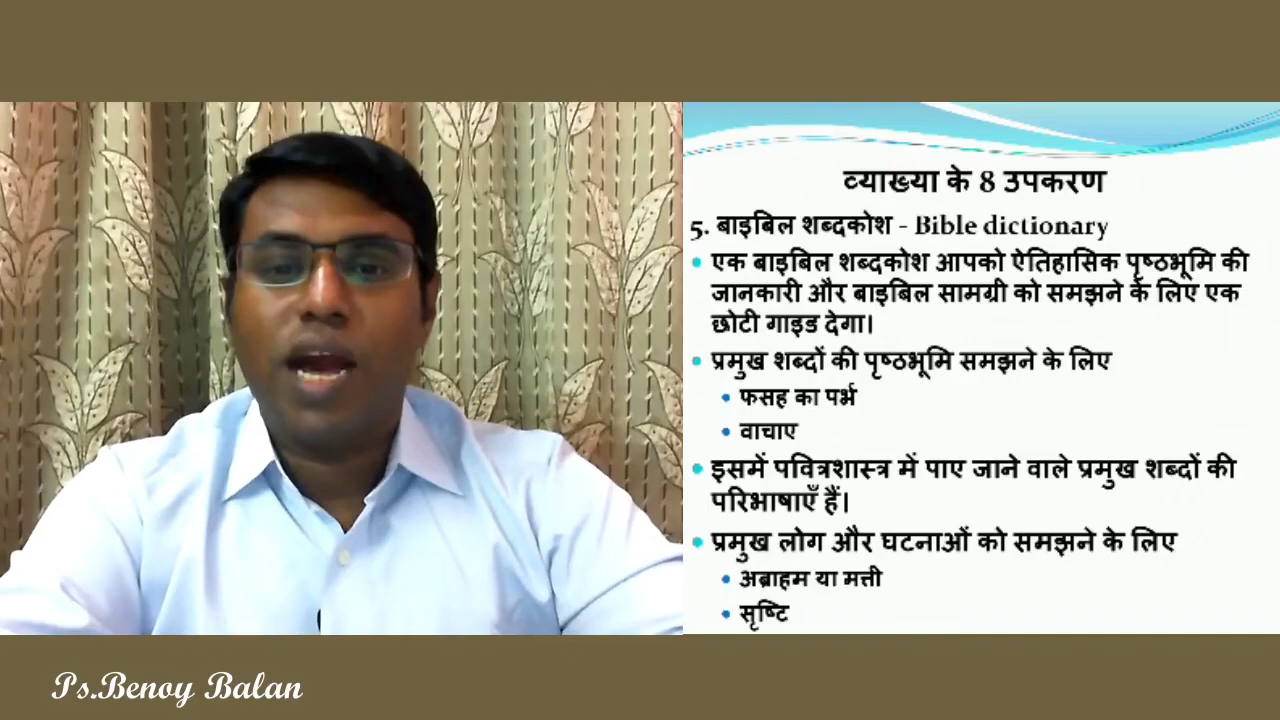 व्याख्या के 8 उपकरण
5. बाइबिल शब्दकोश - Bible dictionary
एक बाइबिल शब्दकोश आपको ऐतिहासिक पृष्ठभूमि की
जानकारी और बाइबिल सामग्री को समझने के लिए एक
छोटी गाइड देगा।
प्रमुख शब्दों की पृष्ठभूमि समझने के लिए
फसह का पर्भ
वाचाए
इसमें पवित्रशास्त्र में पाए जाने वाले प्रमुख शब्दों की
परिभाषाएँ हैं।
प्रमुख लोग और घटनाओं को समझने के लिए
अब्राहम या मत्ती
सृष्टि
Ps.Benoy Balan